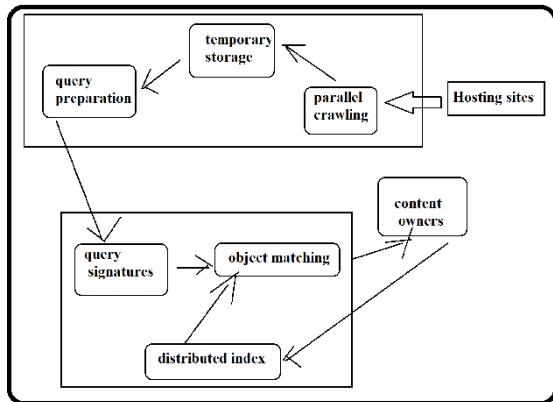 temporary
storage
query
preparation
parallel
crawling
Hosting sites
content
owners
query
signatures
object matching
distributed index